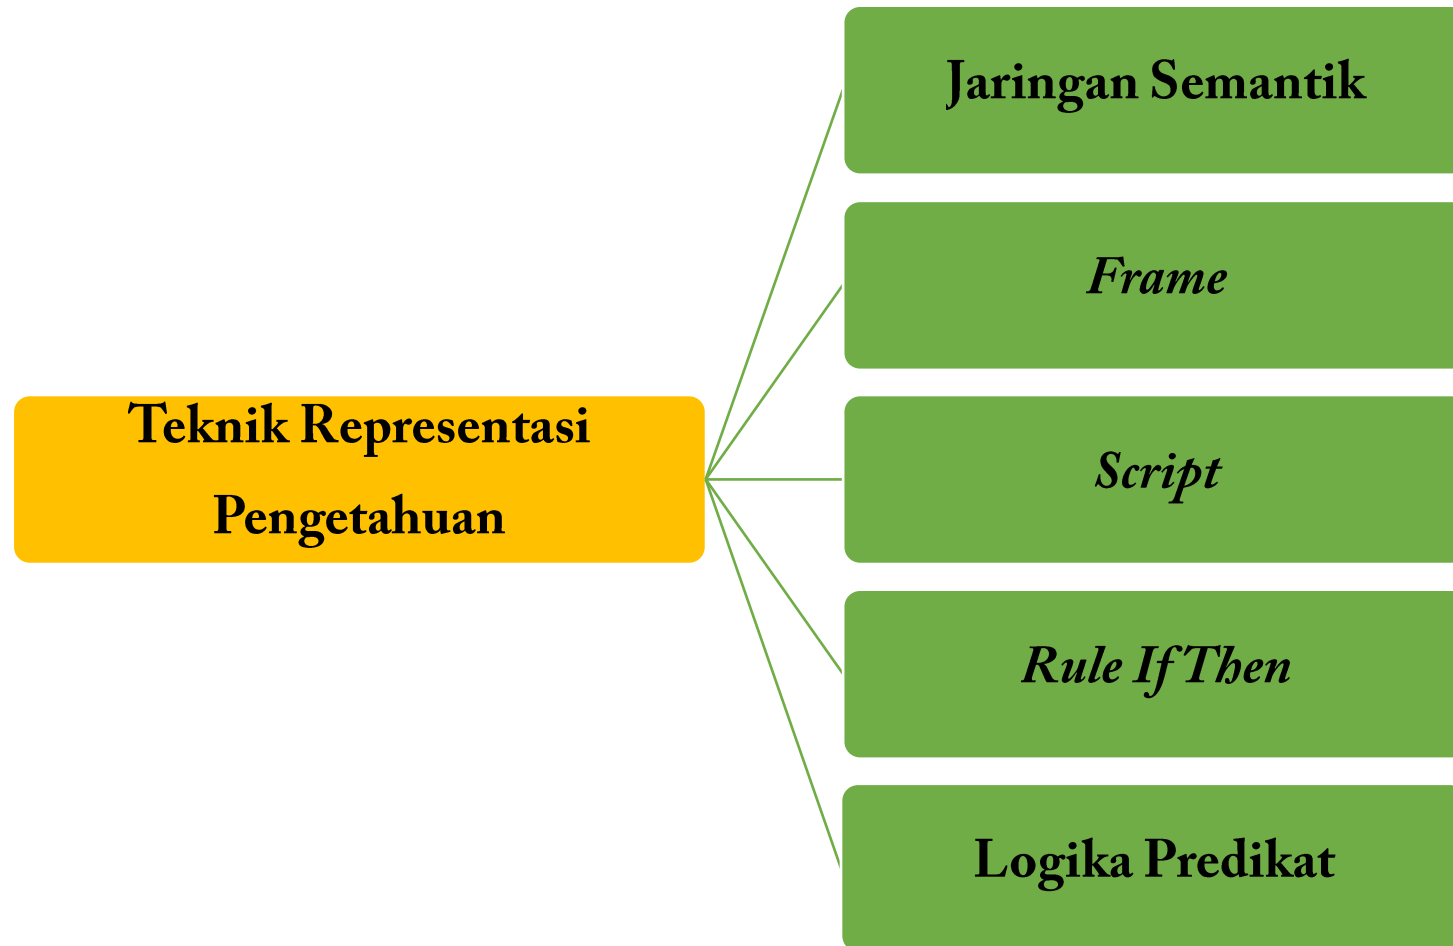 Jaringan Semantik
Frame
Teknik Representasi
Pengetahuan
Script
Rule If Then
Logika Predikat